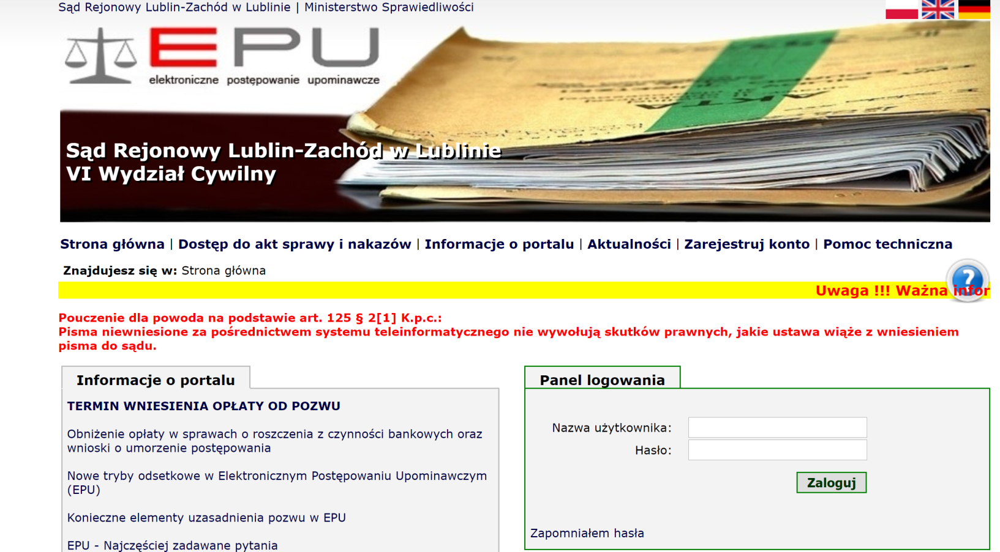 Sąd Rejonowy Lublin-Zachód w Lublinie | Ministerstwo Sprawiedliwości
EPU
elektroniczne postępowanie upominawcze
AKTA
Sąd Rejonowy Lublin-Zachód w Lublinie
VI Wydział Cywilny
Strona główna | Dostęp do akt sprawy i nakazów | Informacje o portalu | Aktualności | Zarejestruj konto | Pomoc techniczna
Znajdujesz się w: Strona główna
?
Uwaga !!! Ważna infor
Pouczenie dla powoda na podstawie art. 125 § 2[1] K.p.c.:
Pisma niewniesione za pośrednictwem systemu teleinformatycznego nie wywołują skutków prawnych, jakie ustawa wiąże z wniesieniem
pisma do sądu.
Informacje o portalu
TERMIN WNIESIENIA OPŁATY OD POZWU
Obniżenie opłaty w sprawach o roszczenia z czynności bankowych oraz
wnioski o umorzenie postępowania
Nowe tryby odsetkowe w Elektronicznym Postępowaniu Upominawczym
(EPU)
Konieczne elementy uzasadnienia pozwu w EPU
EPU - Najczęściej zadawane pytania
Panel logowania
Nazwa użytkownika:
Hasło:
Zaloguj
Zapomniałem hasła